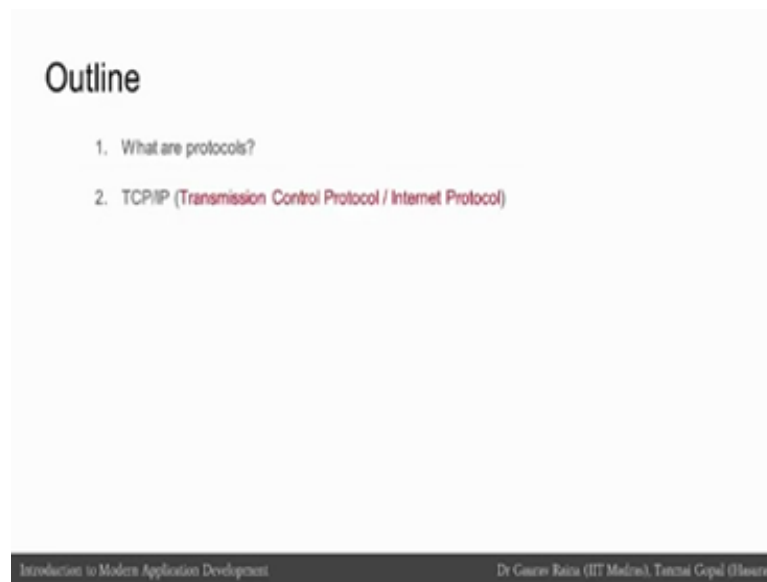 Outline
1. What are protocols?
2. TCP/IP (Transmission Control Protocol / Internet Protocol)
Introduction to Modern Application Development
Dr Gaurav Raina (IIT Madras), Tanmai Gopal